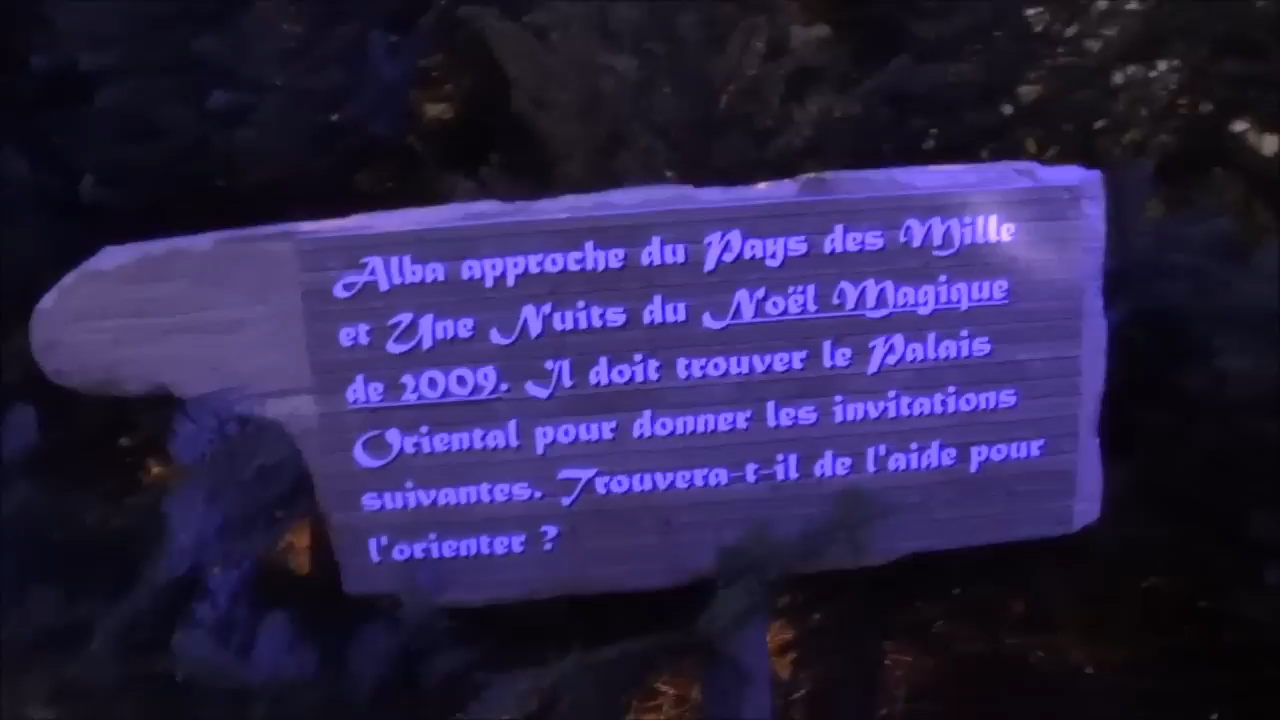 Alba approche du Pays des Mille
et Une Nuits du Noël Magique
de 2009. Il doit trouver le Palais
Oriental pour donner les invitations
suivantes. Trouvera-t-il de l'aide pour
l'orienter ?